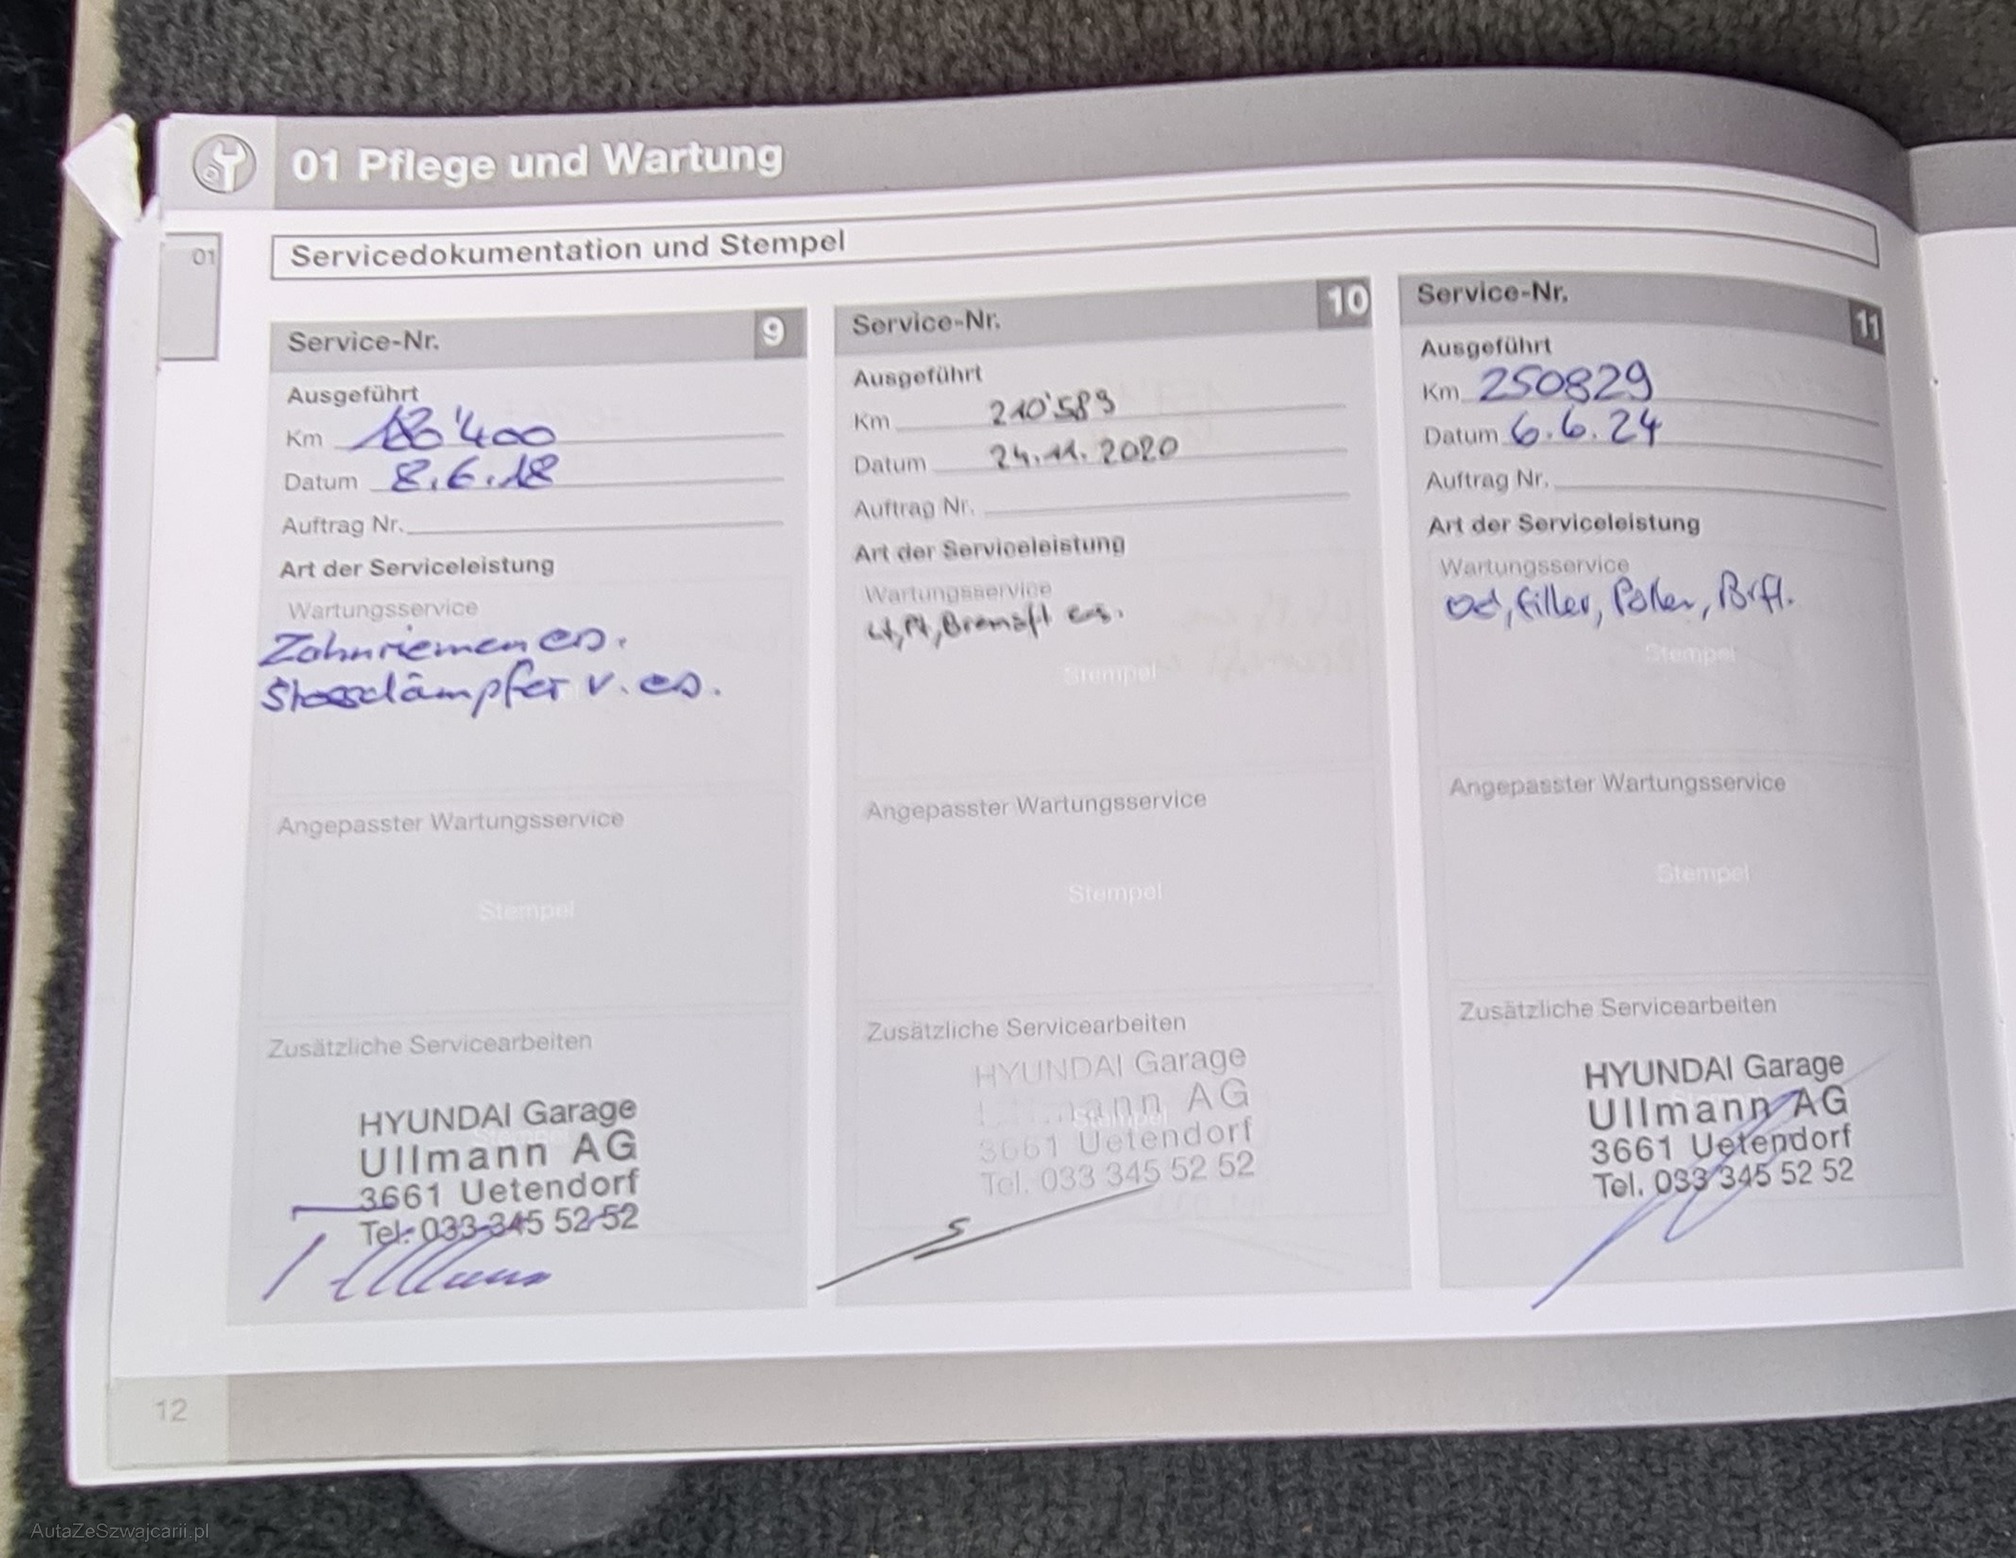 01 Pflege und Wartung
01
Servicedokumentation und Stempel
Service-Nr. 9
Ausgeführt
Km
Datum 8.6.18
Auftrag Nr.
Art der Serviceleistung
Wartungsservice
Zahnriemen ers.
Stossdämpfer v. ers.
Angepasster Wartungsservice
Stempel
Zusätzliche Servicearbeiten
HYUNDAI Garage
Ullmann AG
3661 Uetendorf
Tel. 033 345 52 52
Service-Nr. 10
Ausgeführt
Km 210'589
Datum 24.11.2020
Auftrag Nr.
Art der Serviceleistung
Wartungsservice
Stempel
Angepasster Wartungsservice
Stempel
Zusätzliche Servicearbeiten
HYUNDAI Garage
Ullmann AG
3661 Uetendorf
Tel. 033 345 52 52
Service-Nr. 11
Ausgeführt
Km 250829
Datum 6.6.24
Auftrag Nr.
Art der Serviceleistung
Wartungsservice
Filter, Pollen, Brfl.
Stempel
Angepasster Wartungsservice
Stempel
Zusätzliche Servicearbeiten
HYUNDAI Garage
Ullmann AG
3661 Uetendorf
Tel. 033 345 52 52
12
AutaZeSzwajcarii.pl